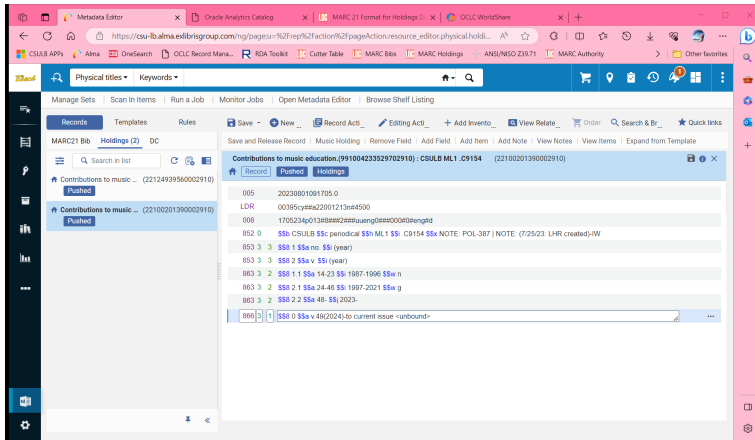 Metadata Editor
Oracle Analytics Catalog
MARC 21 Format for Holdings D
OCLC WorldShare
https://csu-lb.alma.exlibrisgroup.com/ng/page;u=%2Frep%2Faction%2FpageAction.resource_editor.physical.holdi...
CSULB APPs
Alma
OneSearch
OCLC Record Mana...
RDA Toolkit
Cutter Table
MARC Bibs
MARC Holdings
ANSI/NISO Z39.71
MARC Authority
Other favorites
Physical titles
Keywords
Manage Sets | Scan In Items | Run a Job | Monitor Jobs | Open Metadata Editor | Browse Shelf Listing
Records Templates Rules
Save New Record Acti Editing Acti + Add Invento View Relate Order Search & Br Quick links
MARC21 Bib Holdings (2) DC
Save and Release Record | Music Holding | Remove Field | Add Field | Add Item | Add Note | View Notes | View Items | Expand from Template
Search in list
Contributions to music ... (22124939560002910)
Pushed
Contributions to music ... (22100201390002910)
Pushed
Contributions to music education.(991004233529702910) : CSULB ML1 .C9154 (22100201390002910)
Record Pushed Holdings
005 20230801091705.0
LDR 00395cy##a22001213n#4500
008 1705234p013#8###2###uueng0###000#0#eng#d
852 0 $$b CSULB $$c periodical $$h ML1 $$i .C9154 $$x NOTE: POL-387 | NOTE: (7/25/23: LHR created)-IW
853 3 3 $$8 1 $$a no. $$i (year)
853 3 3 $$8 2 $$a v. $$i (year)
863 3 2 $$8 1.1 $$a 14-23 $$i 1987-1996 $$w n
863 3 2 $$8 2.1 $$a 24-46 $$i 1997-2021 $$w g
863 3 2 $$8 2.2 $$a 48- $$i 2023-
866 3 1 $$8 0 $$a v.49(2024)-to current issue <unbound>